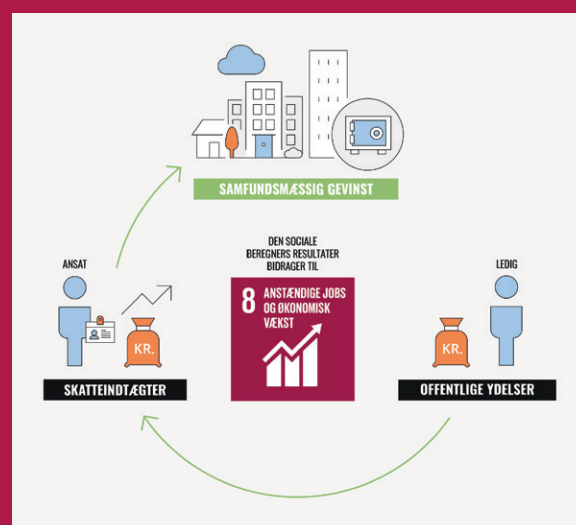 SAMFUNDSMÆSSIG GEVINST
DEN SOCIALE
BEREGNERS RESULTATER
BIDRAGER TIL
ANSAT
LEDIG
8 ANSTÆNDIGE JOBS
OG ØKONOMISK
VÆKST
KR.
KR.
SKATTEINDTÆGTER
OFFENTLIGE YDELSER